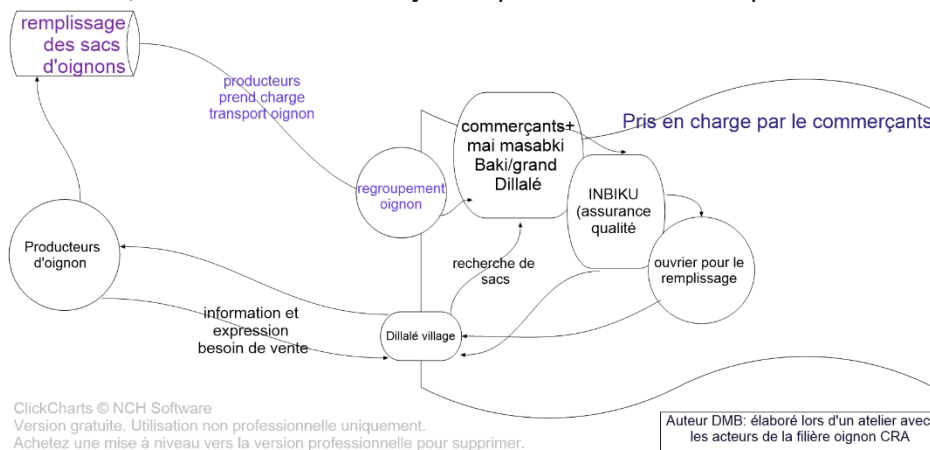 remplissage
des sacs
d'oignons
producteurs
prend charge
transport oignon
commerçants+
mai masabki
Baki/grand
Dillalé
Pris en charge par le commerçants
regroupement
oignon
INBIKU
(assurance
qualité
Producteurs
d'oignon
recherche de
sacs
ouvrier pour le
remplissage
information et
expression
besoin de vente
Dillalé village
ClickCharts © NCH Software
Version gratuite. Utilisation non professionnelle uniquement.
Achetez une mise à niveau vers la version professionnelle pour supprimer.
Auteur DMB: élaboré lors d'un atelier avec
les acteurs de la filière oignon CRA